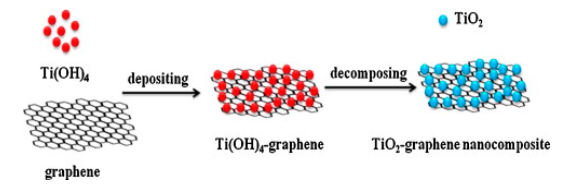 TiO₂
Ti(OH)₄
depositing
decomposing
Ti(OH)₄-graphene
TiO₂-graphene nanocomposite
graphene